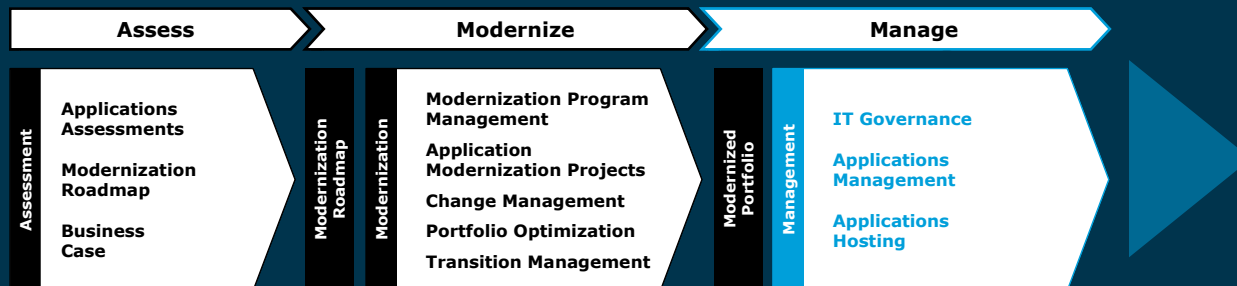 Assess
Modernize
Manage
Assessment
Applications
Assessments
Modernization
Roadmap
Business
Case
Modernization
Roadmap
Modernization
Modernization Program
Management
Application
Modernization Projects
Change Management
Portfolio Optimization
Transition Management
Modernized
Portfolio
Management
IT Governance
Applications
Management
Applications
Hosting